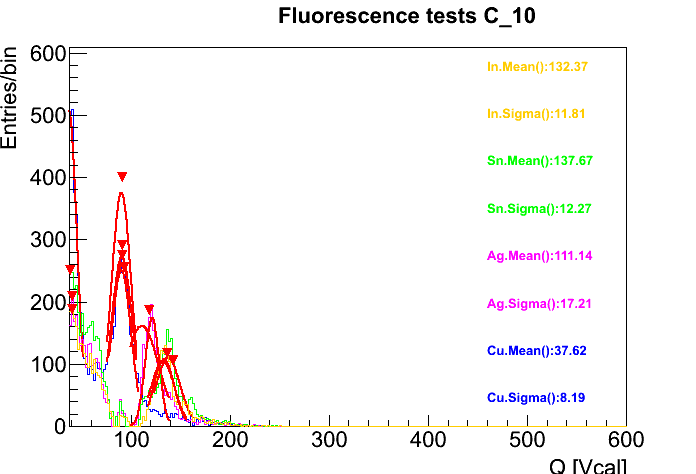 Fluorescence tests C_10
Entries/bin
600
500
400
300
200
100
0
100
200
300
400
500
600
Q [Vcal]
In.Mean():132.37
In.Sigma():11.81
Sn.Mean():137.67
Sn.Sigma():12.27
Ag.Mean():111.14
Ag.Sigma():17.21
Cu.Mean():37.62
Cu.Sigma():8.19